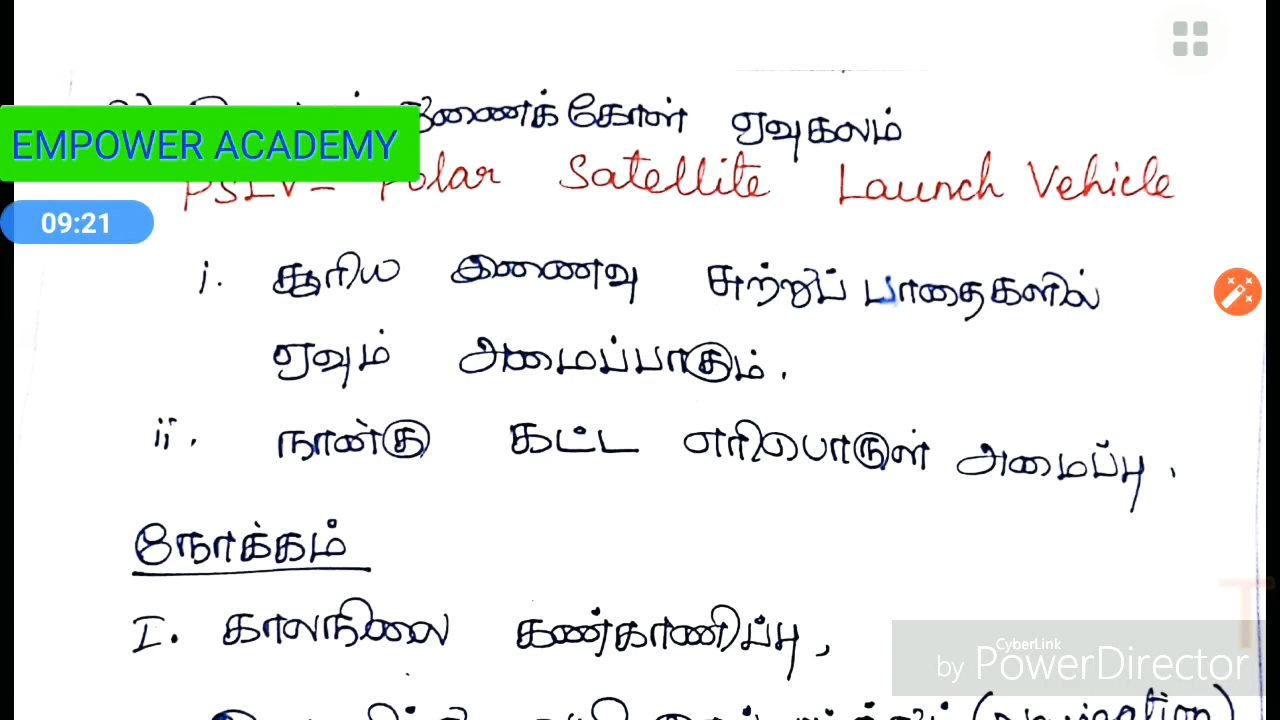 துணைக்கோள் ஏவுகலம்
EMPOWER ACADEMY
PSLV - Polar Satellite Launch Vehicle
09:21
i. சூரிய இணைவு சுற்றுப் பாதைகளில்
ஏவும் அமைப்பாகும்.
ii. நான்கு கட்ட எரிபொருள் அமைப்பு.
நோக்கம்
I. காலநிலை கண்காணிப்பு,
CyberLink
by PowerDirector